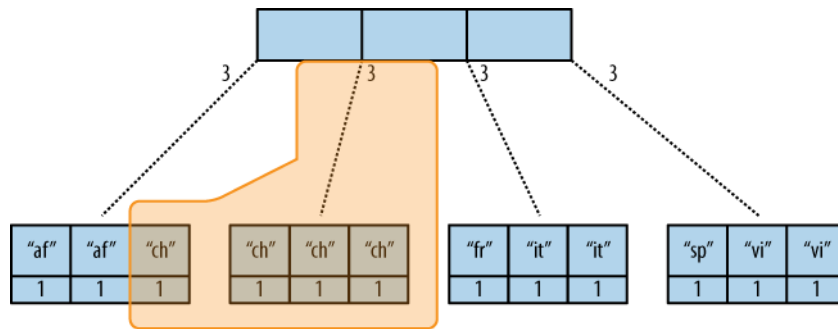 3 3 3 3
“af” “af” “ch” “ch” “ch” “ch” “fr” “it” “it” “sp” “vi” “vi”
1 1 1 1 1 1 1 1 1 1 1 1